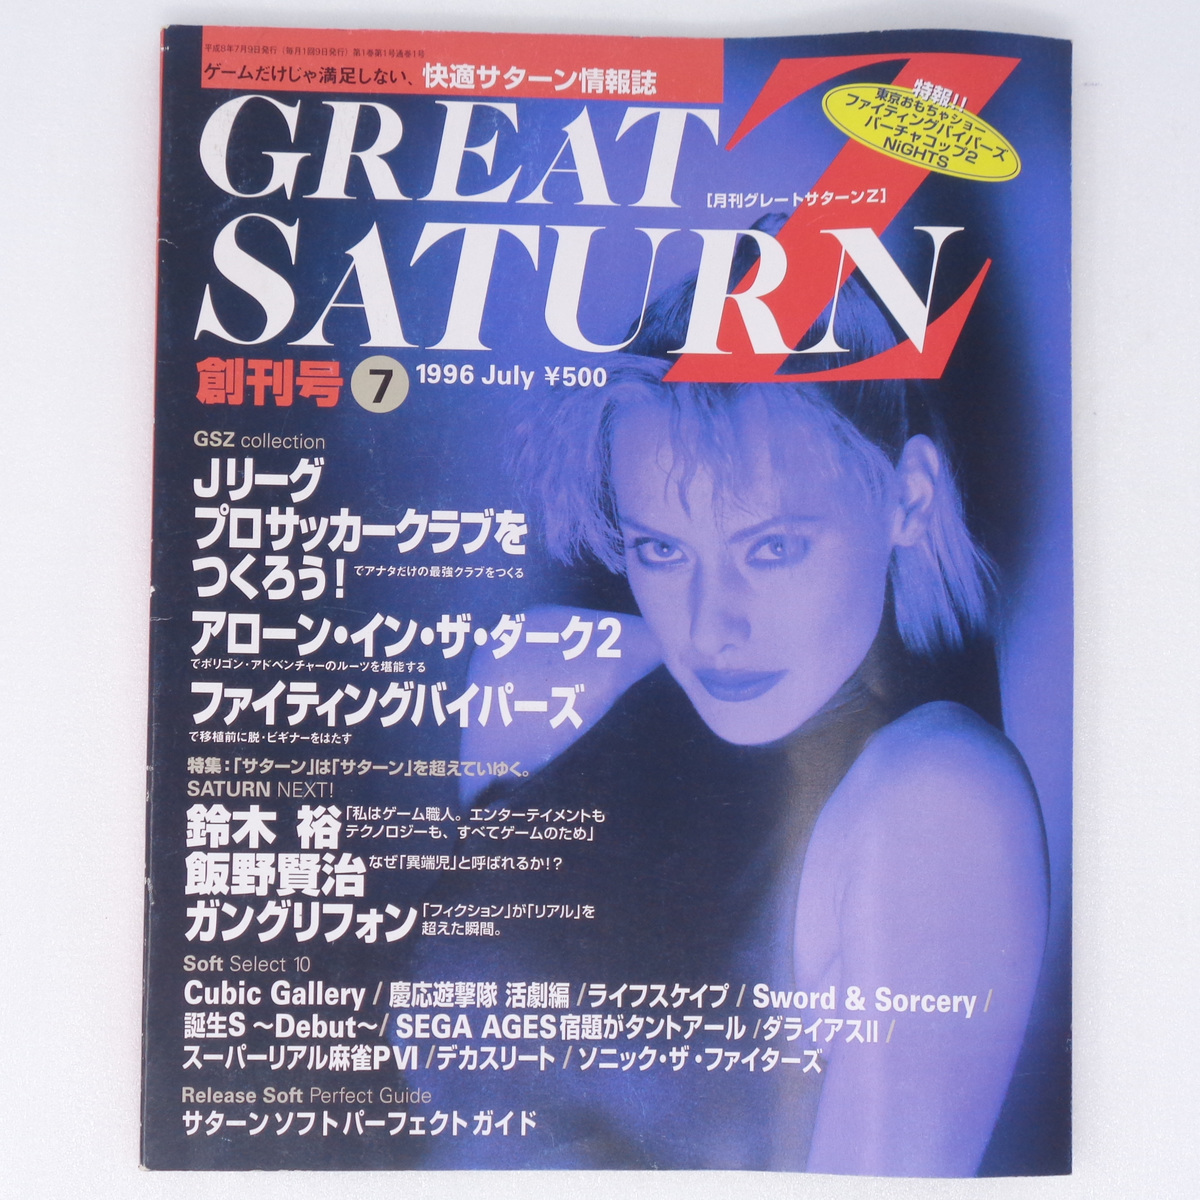 平成8年7月9日発行（毎月1回9日発行）第1巻第1号通巻1号
ゲームだけじゃ満足しない、快適サターン情報誌
GREAT
SATURN
Z
[月刊グレートサターンZ]
特報!!
東京おもちゃショー
ファイティングバイパーズ
バーチャコップ2
NiGHTS
創刊号 7 1996 July ¥500
GSZ collection
Jリーグ
プロサッカークラブを
つくろう! でアナタだけの最強クラブをつくる
アローン・イン・ザ・ダーク2
でポリゴン・アドベンチャーのルーツを堪能する
ファイティングバイパーズ
で移植前に脱・ビギナーをはたす
特集:「サターン」は「サターン」を超えていゆく。
SATURN NEXT!
鈴木 裕 「私はゲーム職人。エンターテイメントも
テクノロジーも、すべてゲームのため」
飯野賢治 なぜ「異端児」と呼ばれるか!?
ガングリフォン 「フィクション」が「リアル」を
超えた瞬間。
Soft Select 10
Cubic Gallery / 慶応遊撃隊 活劇編 / ライフスケイプ / Sword & Sorcery /
誕生S 〜Debut〜 / SEGA AGES 宿題がタントアール / ダライアスII /
スーパーリアル麻雀PVI / デカスリート / ソニック・ザ・ファイターズ
Release Soft Perfect Guide
サターンソフトパーフェクトガイド